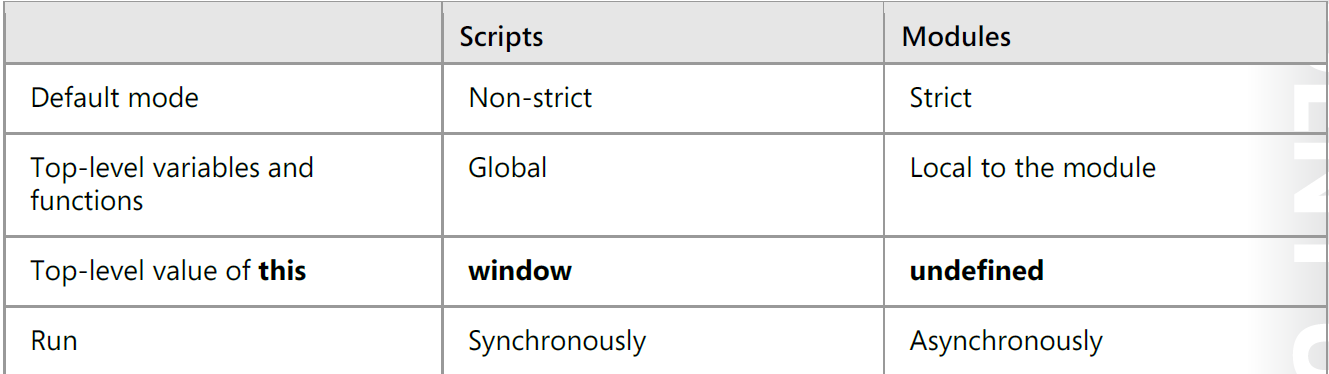 Scripts Modules
Default mode Non-strict Strict
Top-level variables and Global Local to the module
functions
Top-level value of this window undefined
Run Synchronously Asynchronously